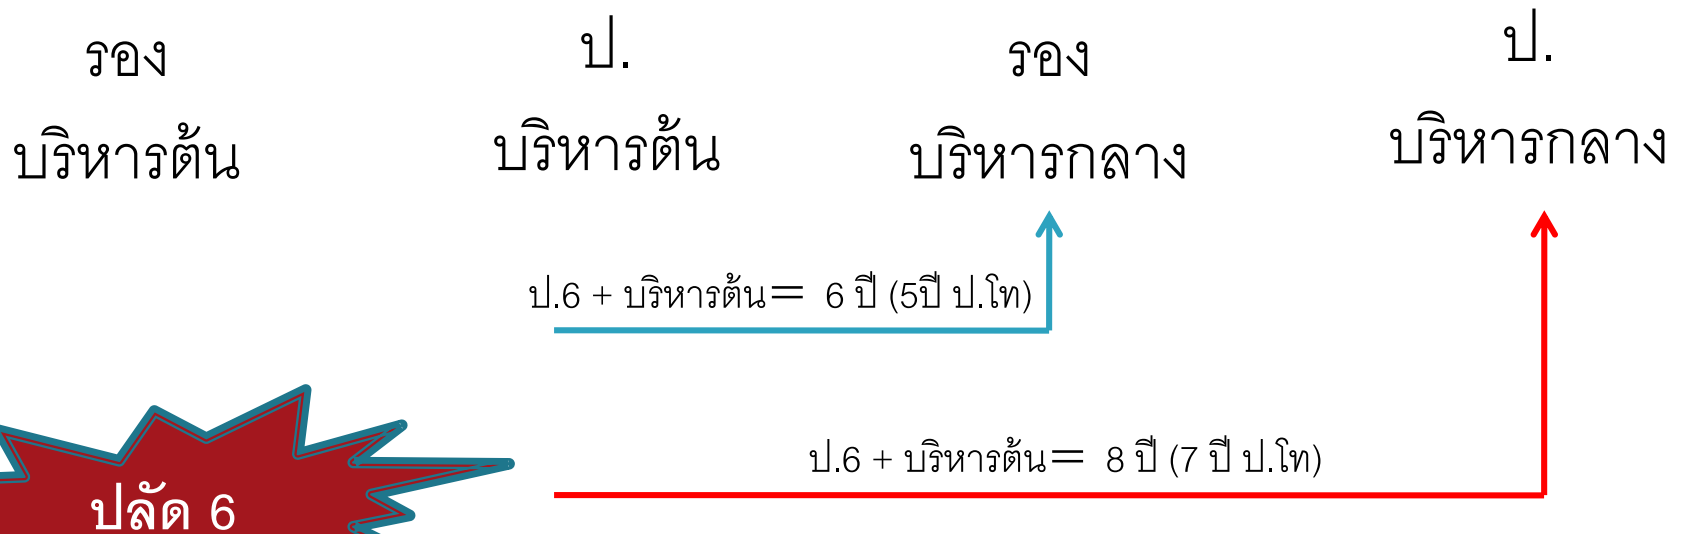 รอง
บริหารต้น
ป.
บริหารต้น
รอง
บริหารกลาง
ป.
บริหารกลาง
ป.6 + บริหารต้น = 6 ปี (5ปี ป.โท)
ป.6 + บริหารต้น = 8 ปี (7 ปี ป.โท)
ปลัด 6